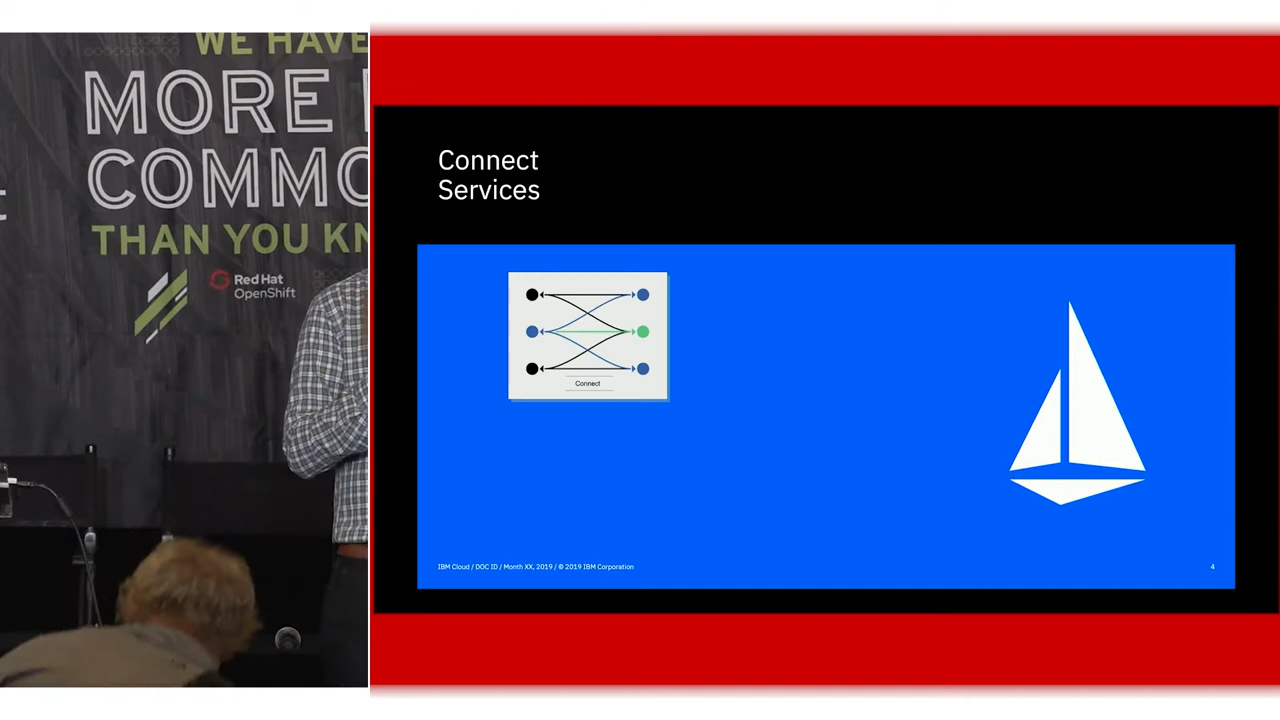 WE HAVE
MORE
COMMO
THAN YOU KN
Red Hat
OpenShift
Connect
Services
Connect
IBM Cloud / DOC ID / Month XX, 2019 / © 2019 IBM Corporation
4